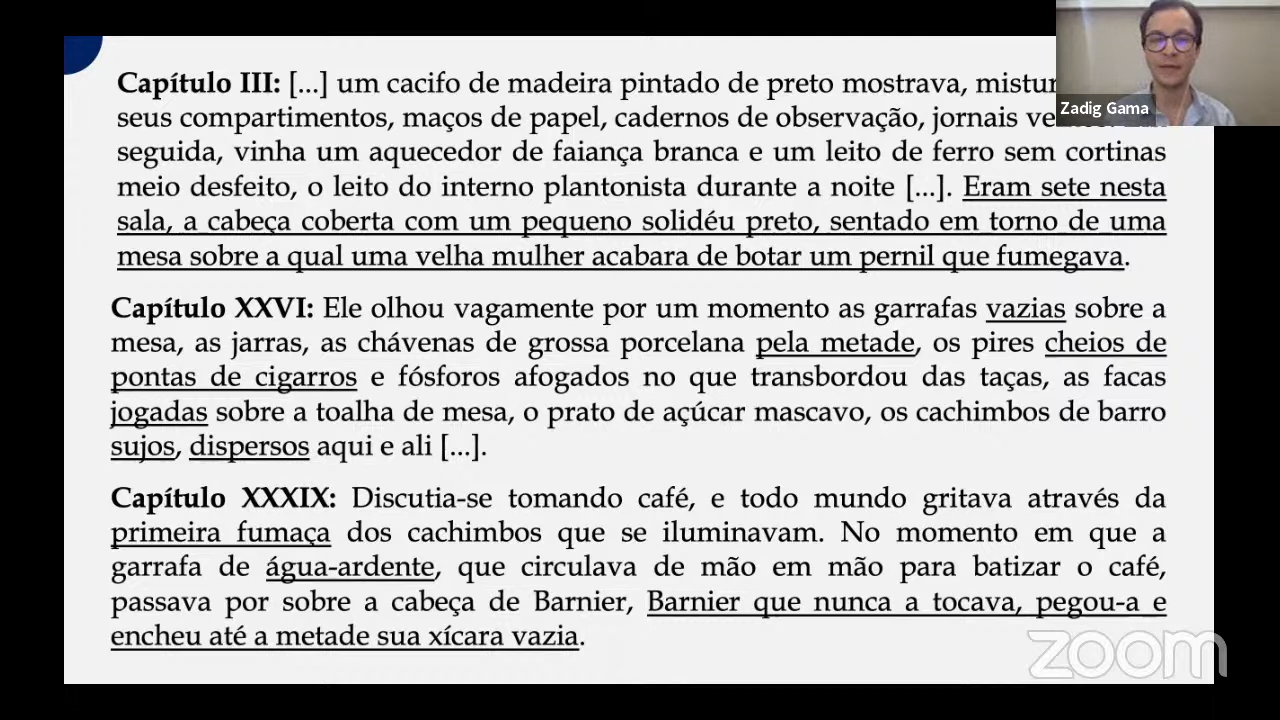 Capítulo III: [...] um cacifo de madeira pintado de preto mostrava,
seus compartimentos, maços de papel, cadernos de observação, jornais
seguida, vinha um aquecedor de faiança branca e um leito de ferro sem cortinas
meio desfeito, o leito do interno plantonista durante a noite [...]. Eram sete nesta
sala, a cabeça coberta com um pequeno solidéu preto, sentado em torno de uma
mesa sobre a qual uma velha mulher acabara de botar um pernil que fumegava.
Capítulo XXVI: Ele olhou vagamente por um momento as garrafas vazias sobre a
mesa, as jarras, as chávenas de grossa porcelana pela metade, os pires cheios de
pontas de cigarros e fósforos afogados no que transbordou das taças, as facas
jogadas sobre a toalha de mesa, o prato de açúcar mascavo, os cachimbos de barro
sujos, dispersos aqui e ali [...].
Capítulo XXXIX: Discutia-se tomando café, e todo mundo gritava através da
primeira fumaça dos cachimbos que se iluminavam. No momento em que a
garrafa de água-ardente, que circulava de mão em mão para batizar o café,
passava por sobre a cabeça de Barnier, Barnier que nunca a tocava, pegou-a e
encheu até a metade sua xícara vazia.
Zadig Gama
zoom